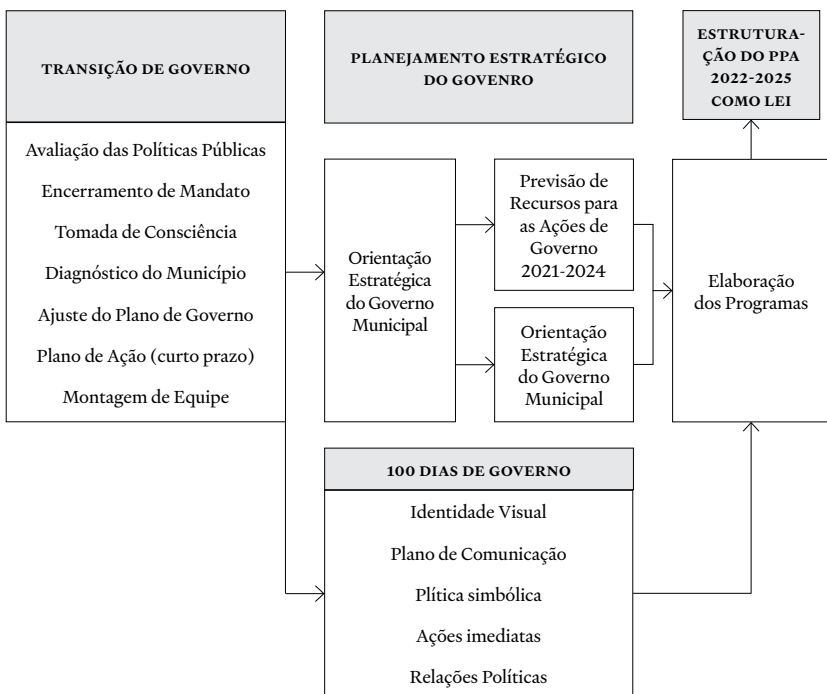 TRANSIÇÃO DE GOVERNO
Avaliação das Políticas Públicas
Encerramento de Mandato
Tomada de Consciência
Diagnóstico do Município
Ajuste do Plano de Governo
Plano de Ação (curto prazo)
Montagem de Equipe
PLANEJAMENTO ESTRATÉGICO
DO GOVENRO
Orientação
Estratégica
do Governo
Municipal
Previsão de
Recursos para
as Ações de
Governo
2021-2024
Orientação
Estratégica
do Governo
Municipal
100 DIAS DE GOVERNO
Identidade Visual
Plano de Comunicação
Plítica simbólica
Ações imediatas
Relações Políticas
ESTRUTURA-
ÇÃO DO PPA
2022-2025
COMO LEI
Elaboração
dos Programas